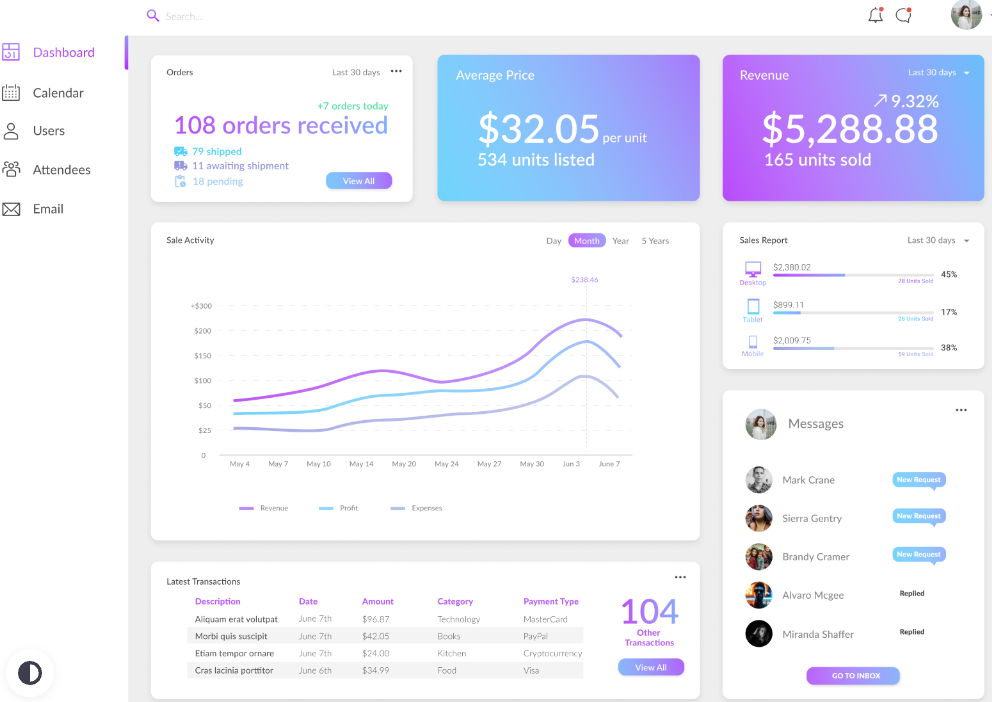 Search...
Dashboard
Calendar
Users
Attendees
Email
Orders
Last 30 days
+7 orders today
108 orders received
79 shipped
11 awaiting shipment
18 pending
View All
Average Price
$32.05 per unit
534 units listed
Revenue
Last 30 days
9.32%
$5,288.88
165 units sold
Sale Activity
Day Month Year 5 Years
$238.46
+$300
$200
$150
$100
$50
$25
0
May 4 May 7 May 10 May 14 May 20 May 24 May 27 May 30 Jun 3 June 7
Revenue Profit Expenses
Sales Report
Last 30 days
$2,380.02
45%
Desktop
78 Units Sold
$899.11
17%
Tablet
28 Units Sold
$2,009.75
38%
Mobile
59 Units Sold
Messages
Mark Crane New Request
Sierra Gentry New Request
Brandy Cramer New Request
Alvaro Mcgee Replied
Miranda Shaffer Replied
GO TO INBOX
Latest Transactions
Description Date Amount Category Payment Type
Aliquam erat volutpat June 7th $96.87 Technology MasterCard
Morbi quis suscipit June 7th $42.05 Books PayPal
Etiam tempor ornare June 7th $24.00 Kitchen Cryptocurrency
Cras lacinia porttitor June 6th $34.99 Food Visa
104
Other
Transactions
View All